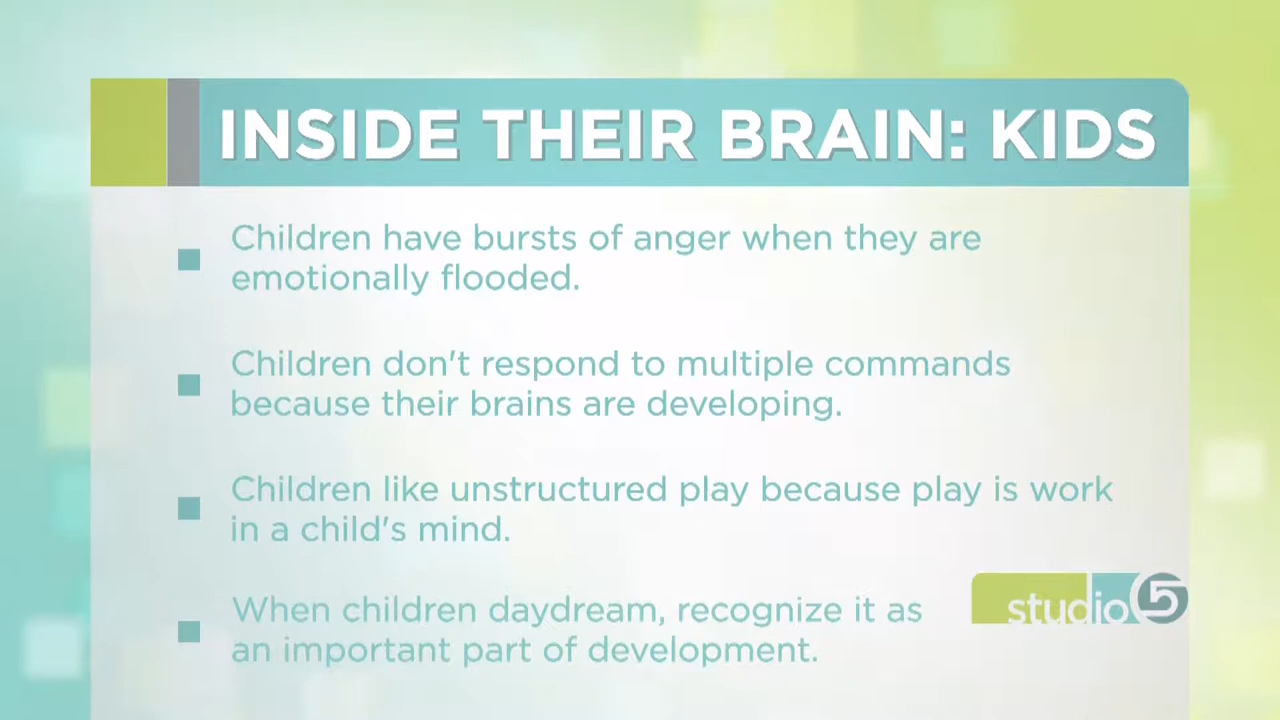 INSIDE THEIR BRAIN: KIDS
Children have bursts of anger when they are
emotionally flooded.
Children don't respond to multiple commands
because their brains are developing.
Children like unstructured play because play is work
in a child's mind.
When children daydream, recognize it as
an important part of development.
studio 5